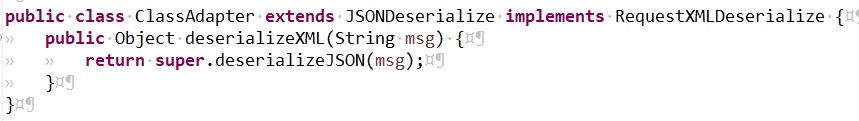 public class ClassAdapter extends JSONDeserialize implements RequestXMLDeserialize {
    public Object deserializeXML(String msg) {
        return super.deserializeJSON(msg);
    }
}